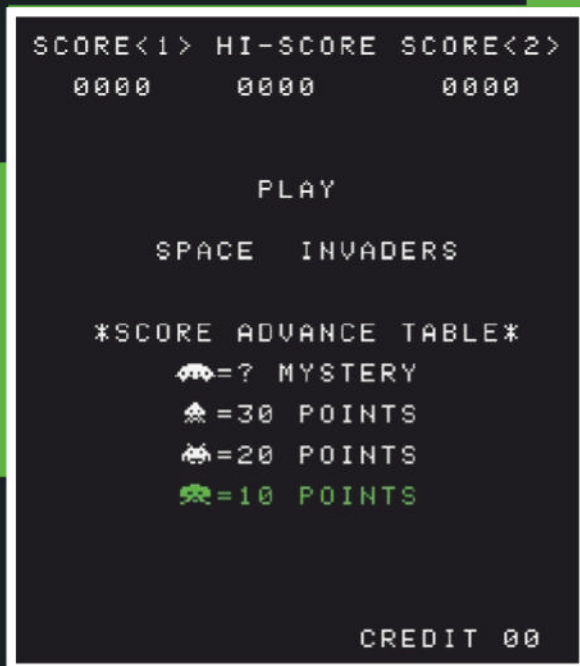 SCORE<1> HI-SCORE SCORE<2>
0000 0000 0000
PLAY
SPACE INVADERS
*SCORE ADVANCE TABLE*
=? MYSTERY
=30 POINTS
=20 POINTS
=10 POINTS
CREDIT 00